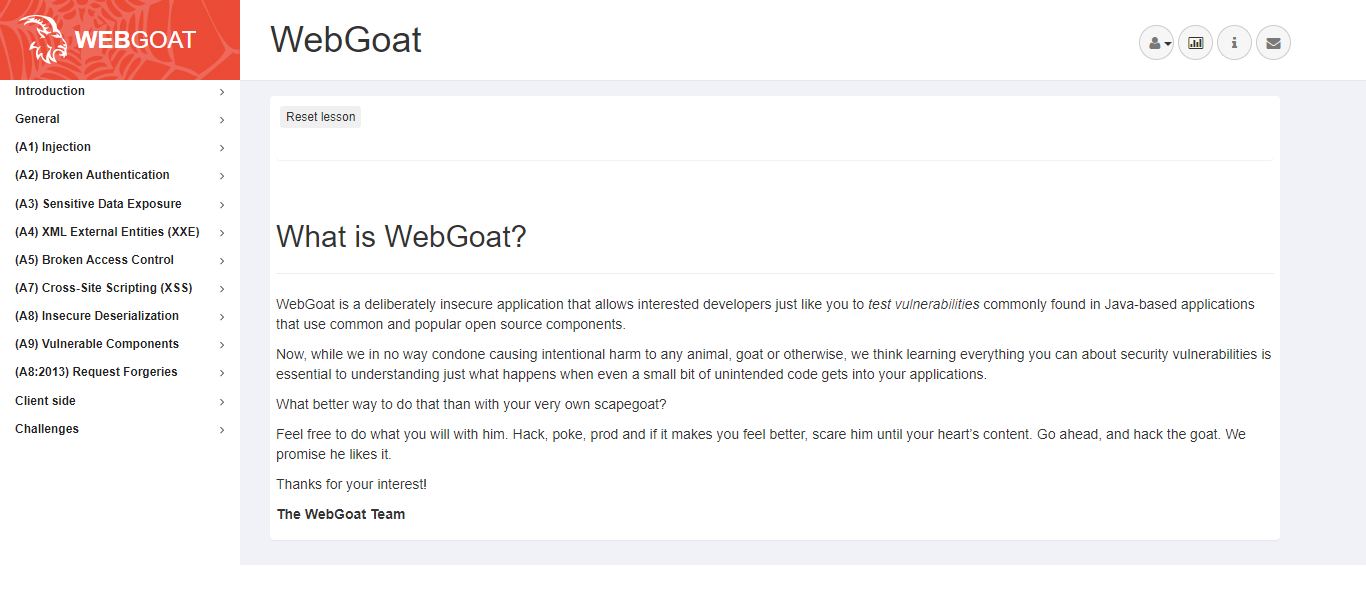 WEBGOAT
WebGoat
Introduction
General
(A1) Injection
(A2) Broken Authentication
(A3) Sensitive Data Exposure
(A4) XML External Entities (XXE)
(A5) Broken Access Control
(A7) Cross-Site Scripting (XSS)
(A8) Insecure Deserialization
(A9) Vulnerable Components
(A8:2013) Request Forgeries
Client side
Challenges
Reset lesson
What is WebGoat?
WebGoat is a deliberately insecure application that allows interested developers just like you to test vulnerabilities commonly found in Java-based applications
that use common and popular open source components.
Now, while we in no way condone causing intentional harm to any animal, goat or otherwise, we think learning everything you can about security vulnerabilities is
essential to understanding just what happens when even a small bit of unintended code gets into your applications.
What better way to do that than with your very own scapegoat?
Feel free to do what you will with him. Hack, poke, prod and if it makes you feel better, scare him until your heart’s content. Go ahead, and hack the goat. We
promise he likes it.
Thanks for your interest!
The WebGoat Team